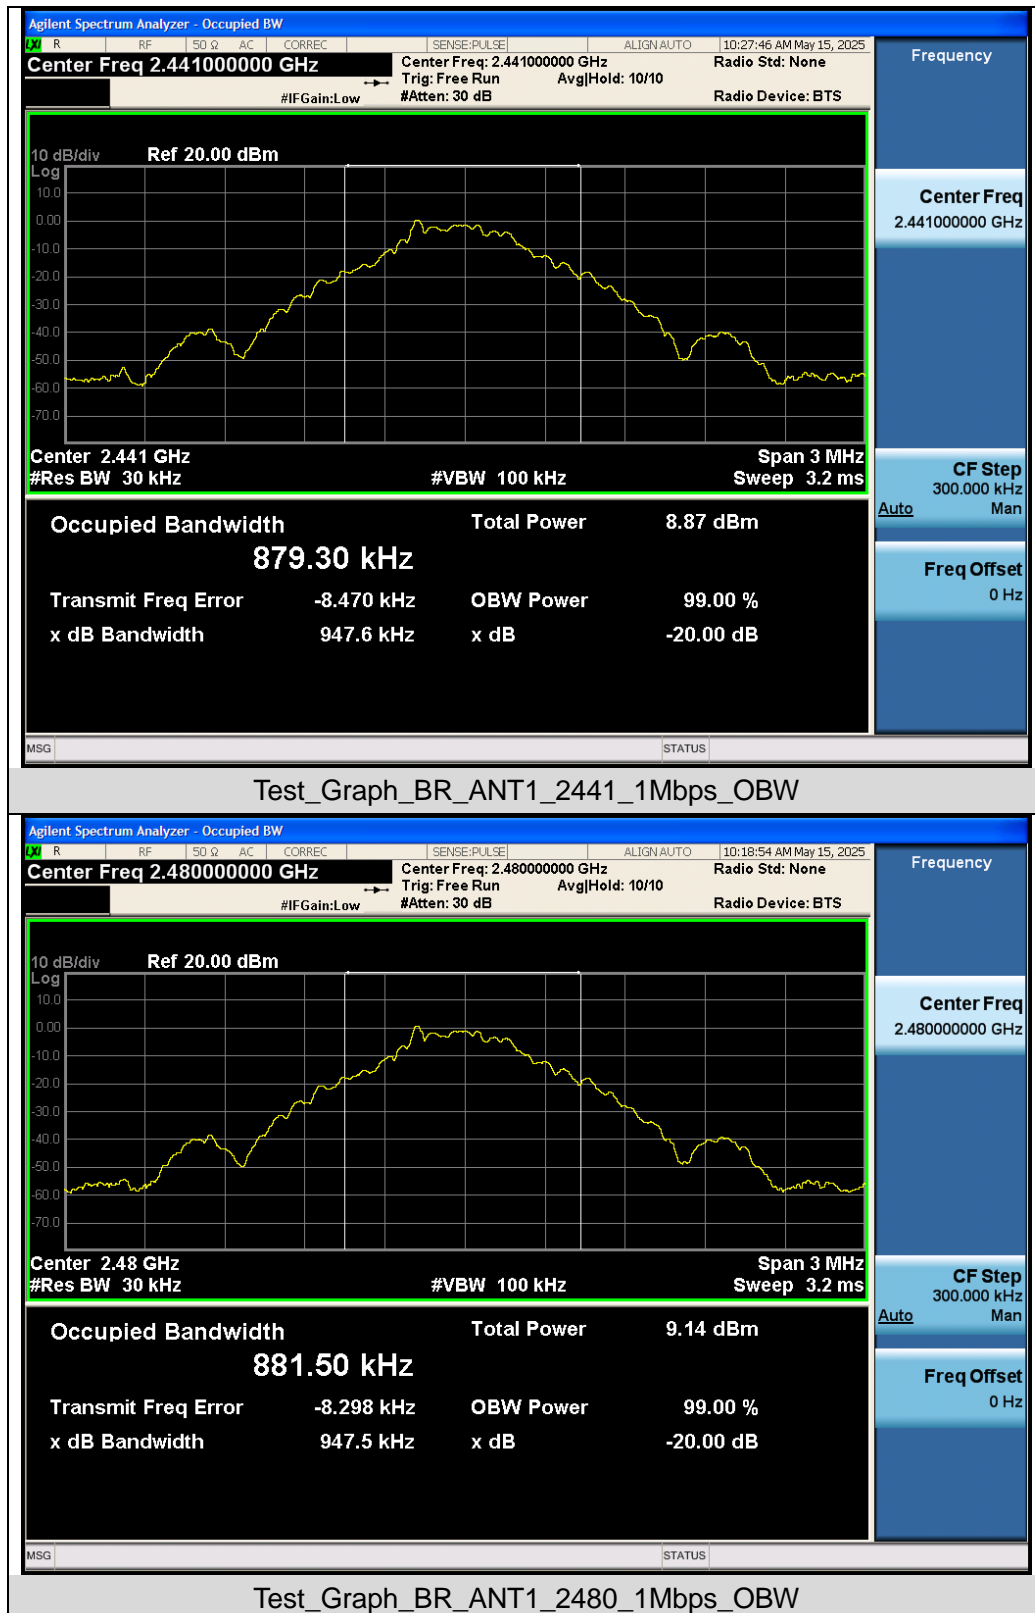 Agilent Spectrum Analyzer - Occupied BW
LXI R RF 50 Ω AC CORREC SENSE:PULSE ALIGN AUTO 10:27:46 AM May 15, 2025
Center Freq 2.441000000 GHz
Center Freq: 2.441000000 GHz Radio Std: None
Trig: Free Run Avg|Hold: 10/10
#IFGain:Low #Atten: 30 dB Radio Device: BTS
Frequency
10 dB/div Ref 20.00 dBm
Log
10.0
0.00
-10.0
-20.0
-30.0
-40.0
-50.0
-60.0
-70.0
Center 2.441 GHz Span 3 MHz
#Res BW 30 kHz #VBW 100 kHz Sweep 3.2 ms
Center Freq
2.441000000 GHz
CF Step
300.000 kHz
Auto Man
Freq Offset
0 Hz
Occupied Bandwidth Total Power 8.87 dBm
879.30 kHz
Transmit Freq Error -8.470 kHz OBW Power 99.00 %
x dB Bandwidth 947.6 kHz x dB -20.00 dB
MSG STATUS
Test_Graph_BR_ANT1_2441_1Mbps_OBW
Agilent Spectrum Analyzer - Occupied BW
LXI R RF 50 Ω AC CORREC SENSE:PULSE ALIGN AUTO 10:18:54 AM May 15, 2025
Center Freq 2.480000000 GHz
Center Freq: 2.480000000 GHz Radio Std: None
Trig: Free Run Avg|Hold: 10/10
#IFGain:Low #Atten: 30 dB Radio Device: BTS
Frequency
10 dB/div Ref 20.00 dBm
Log
10.0
0.00
-10.0
-20.0
-30.0
-40.0
-50.0
-60.0
-70.0
Center 2.48 GHz Span 3 MHz
#Res BW 30 kHz #VBW 100 kHz Sweep 3.2 ms
Center Freq
2.480000000 GHz
CF Step
300.000 kHz
Auto Man
Freq Offset
0 Hz
Occupied Bandwidth Total Power 9.14 dBm
881.50 kHz
Transmit Freq Error -8.298 kHz OBW Power 99.00 %
x dB Bandwidth 947.5 kHz x dB -20.00 dB
MSG STATUS
Test_Graph_BR_ANT1_2480_1Mbps_OBW